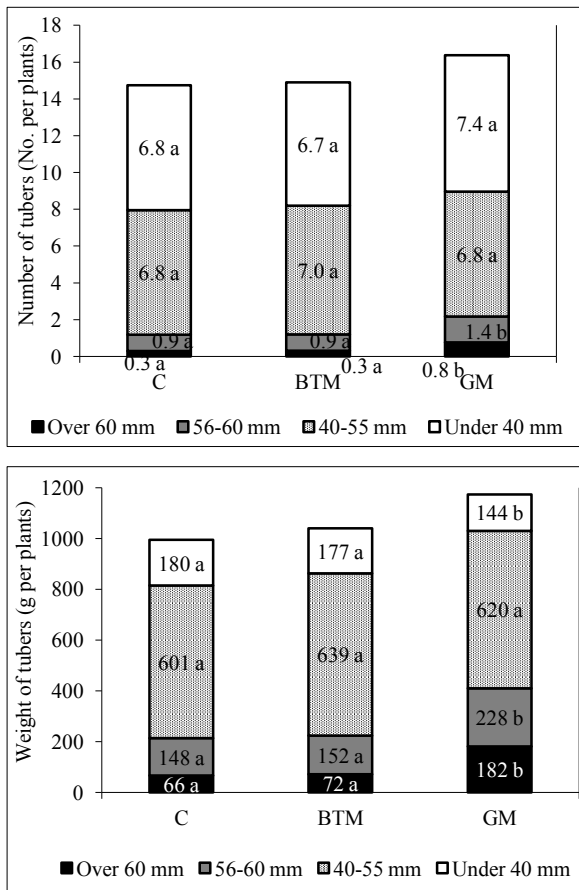 18
16
14
12
10
8
6
4
2
0
Number of tubers (No. per plants)
6.8 a 6.7 a 7.4 a
6.8 a 7.0 a 6.8 a
0.9 a 0.9 a 1.4 b
0.3 a 0.3 a 0.8 b
C BTM GM
Over 60 mm 56-60 mm 40-55 mm Under 40 mm
1200
1000
800
600
400
200
0
Weight of tubers (g per plants)
180 a 177 a 144 b
601 a 639 a 620 a
148 a 152 a 228 b
66 a 72 a 182 b
C BTM GM
Over 60 mm 56-60 mm 40-55 mm Under 40 mm